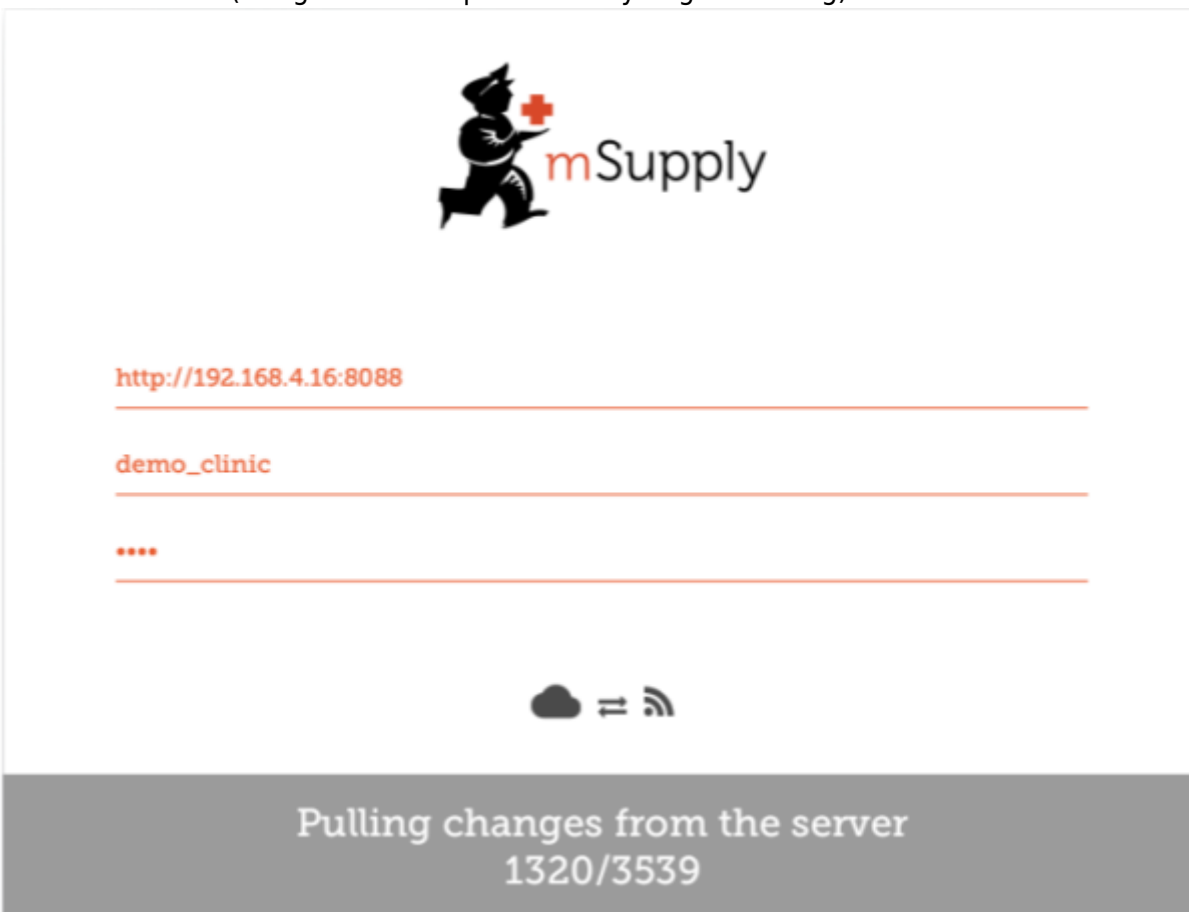 mSupply
http://192.168.4.16:8088
demo_clinic
••••
Pulling changes from the server
1320/3539